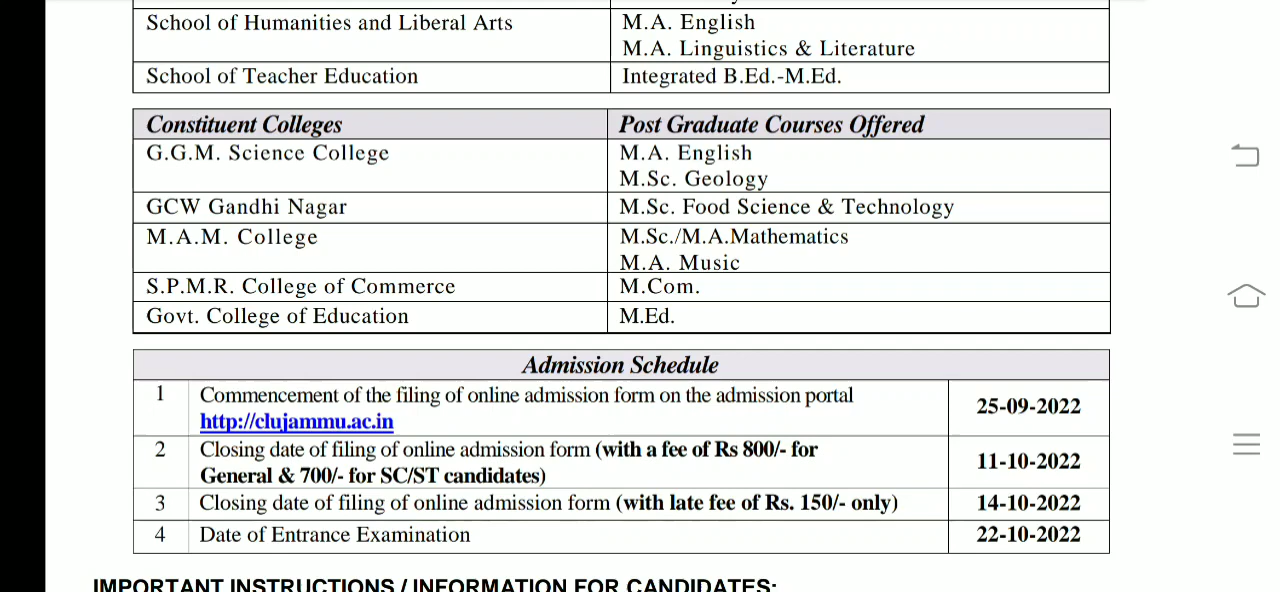 School of Humanities and Liberal Arts
M.A. English
M.A. Linguistics & Literature
School of Teacher Education
Integrated B.Ed.-M.Ed.
Constituent Colleges
Post Graduate Courses Offered
G.G.M. Science College
M.A. English
M.Sc. Geology
GCW Gandhi Nagar
M.Sc. Food Science & Technology
M.A.M. College
M.Sc./M.A.Mathematics
M.A. Music
S.P.M.R. College of Commerce
M.Com.
Govt. College of Education
M.Ed.
Admission Schedule
1
Commencement of the filing of online admission form on the admission portal
http://clujammu.ac.in
25-09-2022
2
Closing date of filing of online admission form (with a fee of Rs 800/- for
General & 700/- for SC/ST candidates)
11-10-2022
3
Closing date of filing of online admission form (with late fee of Rs. 150/- only)
14-10-2022
4
Date of Entrance Examination
22-10-2022
IMPORTANT INSTRUCTIONS / INFORMATION FOR CANDIDATES: